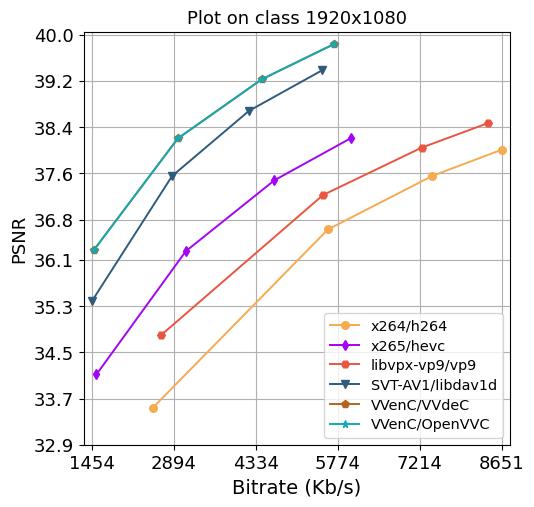 Plot on class 1920x1080
PSNR
40.0
39.2
38.4
37.6
36.8
36.1
35.3
34.5
33.7
32.9
x264/h264
x265/hevc
libvpx-vp9/vp9
SVT-AV1/libdav1d
VVenC/VVdeC
VVenC/OpenVVC
1454 2894 4334 5774 7214 8651
Bitrate (Kb/s)